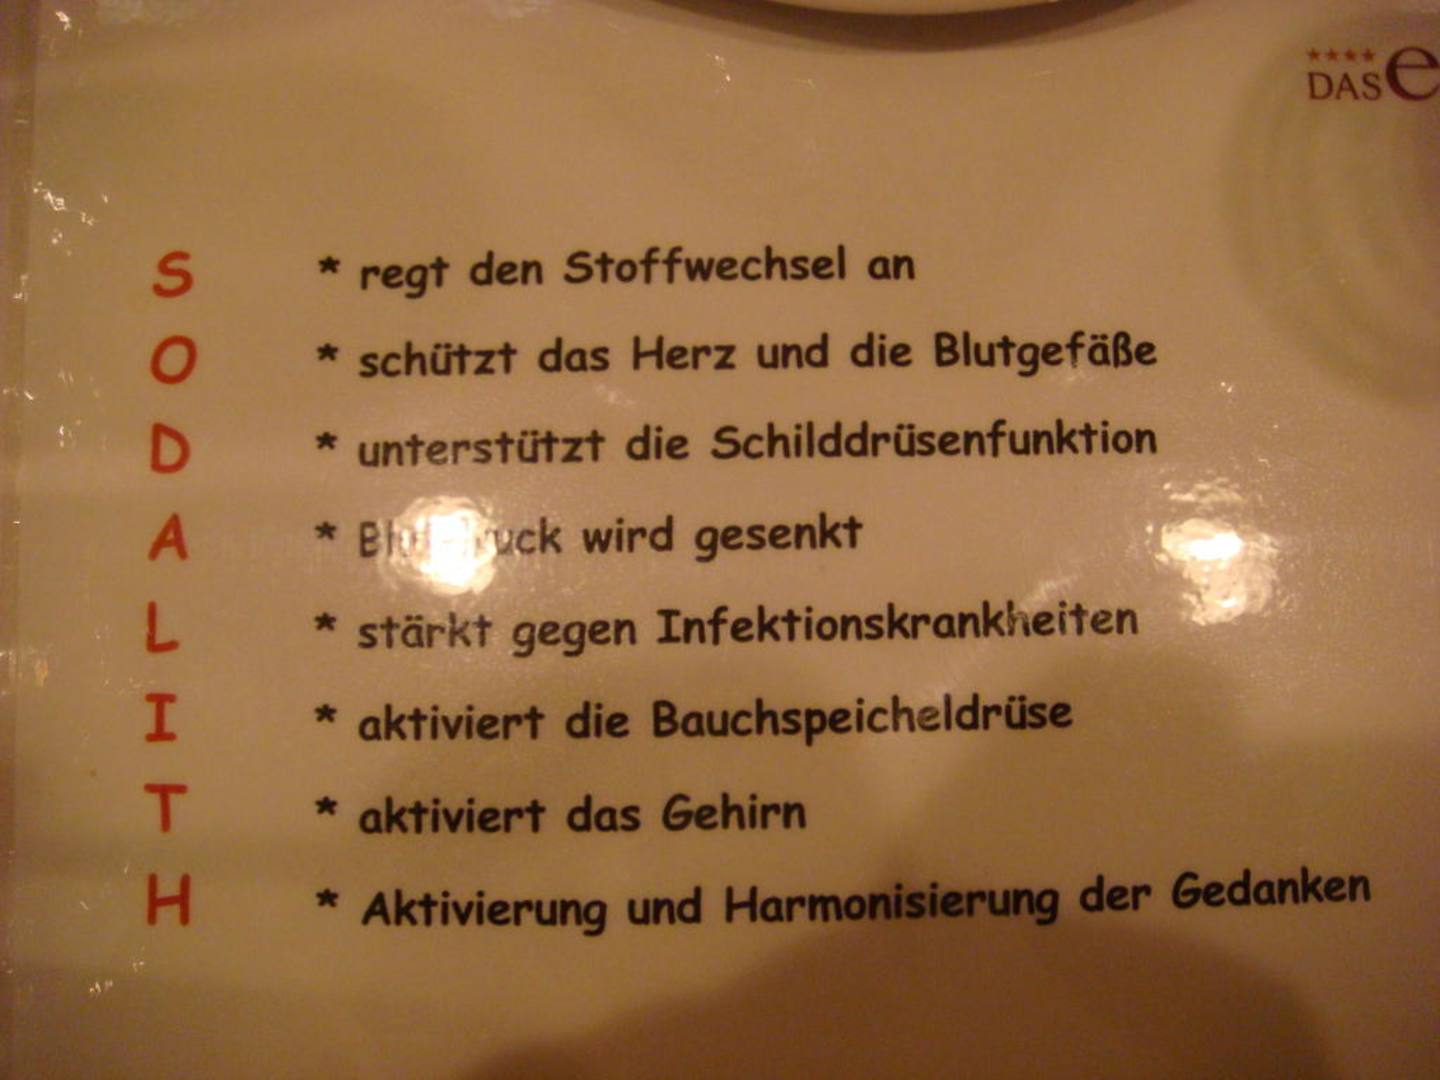 **** 
DAS e
S * regt den Stoffwechsel an
O * schützt das Herz und die Blutgefäße
D * unterstützt die Schilddrüsenfunktion
A * wird gesenkt
L * stärkt gegen Infektionskrankheiten
I * aktiviert die Bauchspeicheldrüse
T * aktiviert das Gehirn
H * Aktivierung und Harmonisierung der Gedanken